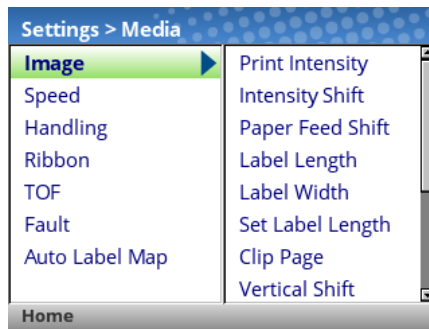 Settings > Media
Image
Speed
Handling
Ribbon
TOF
Fault
Auto Label Map
Print Intensity
Intensity Shift
Paper Feed Shift
Label Length
Label Width
Set Label Length
Clip Page
Vertical Shift
Home